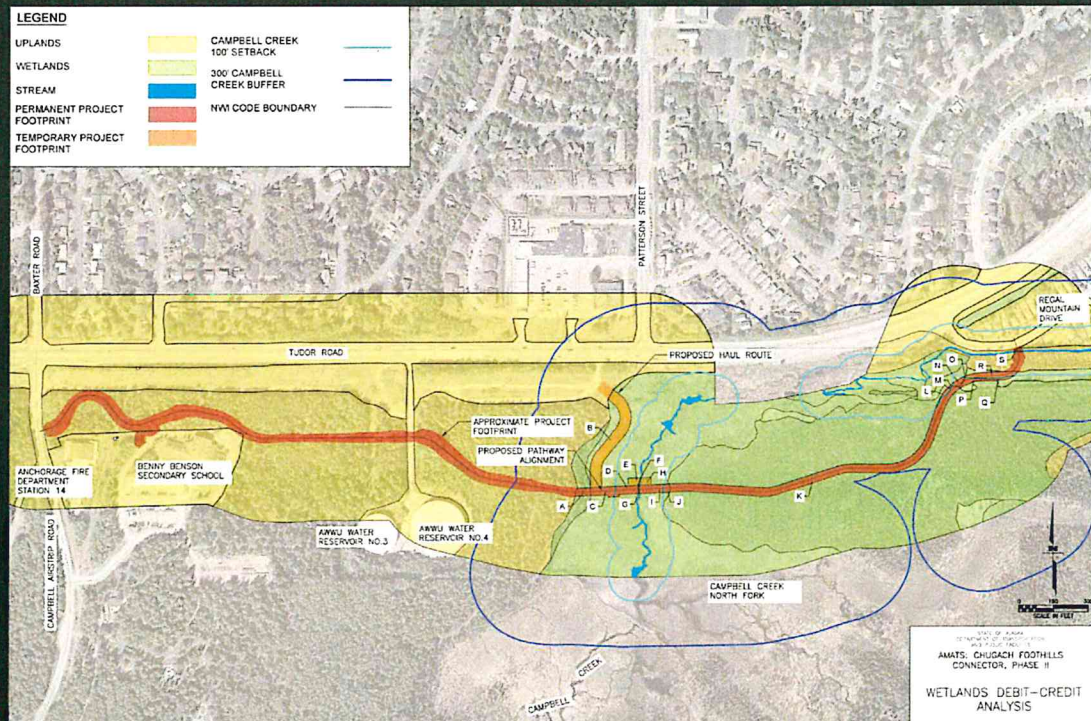 LEGEND
UPLANDS
WETLANDS
STREAM
PERMANENT PROJECT
FOOTPRINT
TEMPORARY PROJECT
FOOTPRINT
CAMPBELL CREEK
100' SETBACK
300' CAMPBELL
CREEK BUFFER
NWI CODE BOUNDARY
BAXTER ROAD
PATTERSON STREET
REGAL
MOUNTAIN
DRIVE
TUDOR ROAD
PROPOSED HAUL ROUTE
N
O
R
S
M
L
P
Q
APPROXIMATE PROJECT
FOOTPRINT
B
PROPOSED PATHWAY
ALIGNMENT
D
E
F
H
ANCHORAGE FIRE
DEPARTMENT
STATION 14
BENNY BENSON
SECONDARY SCHOOL
A
C
G
I
J
K
AWWU WATER
RESERVOIR NO.3
AWWU WATER
RESERVOIR NO.4
CAMPBELL AIRSTRIP ROAD
CAMPBELL CREEK
NORTH FORK
SCALE IN FEET
CAMPBELL CREEK
STATE OF ALASKA
AMATS: CHUGACH FOOTHILLS
CONNECTOR, PHASE II
WETLANDS DEBIT-CREDIT
ANALYSIS